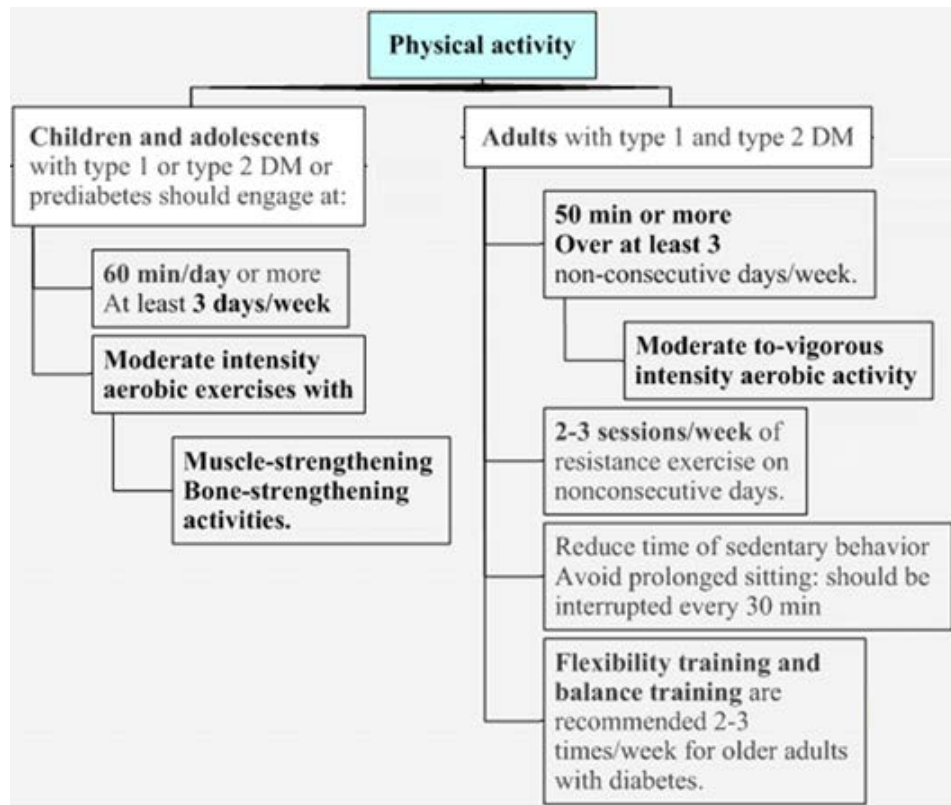 Physical activity
Children and adolescents
with type 1 or type 2 DM or
prediabetes should engage at:
60 min/day or more
At least 3 days/week
Moderate intensity
aerobic exercises with
Muscle-strengthening
Bone-strengthening
activities.
Adults with type 1 and type 2 DM
50 min or more
Over at least 3
non-consecutive days/week.
Moderate to-vigorous
intensity aerobic activity
2-3 sessions/week of
resistance exercise on
nonconsecutive days.
Reduce time of sedentary behavior
Avoid prolonged sitting: should be
interrupted every 30 min
Flexibility training and
balance training are
recommended 2-3
times/week for older adults
with diabetes.